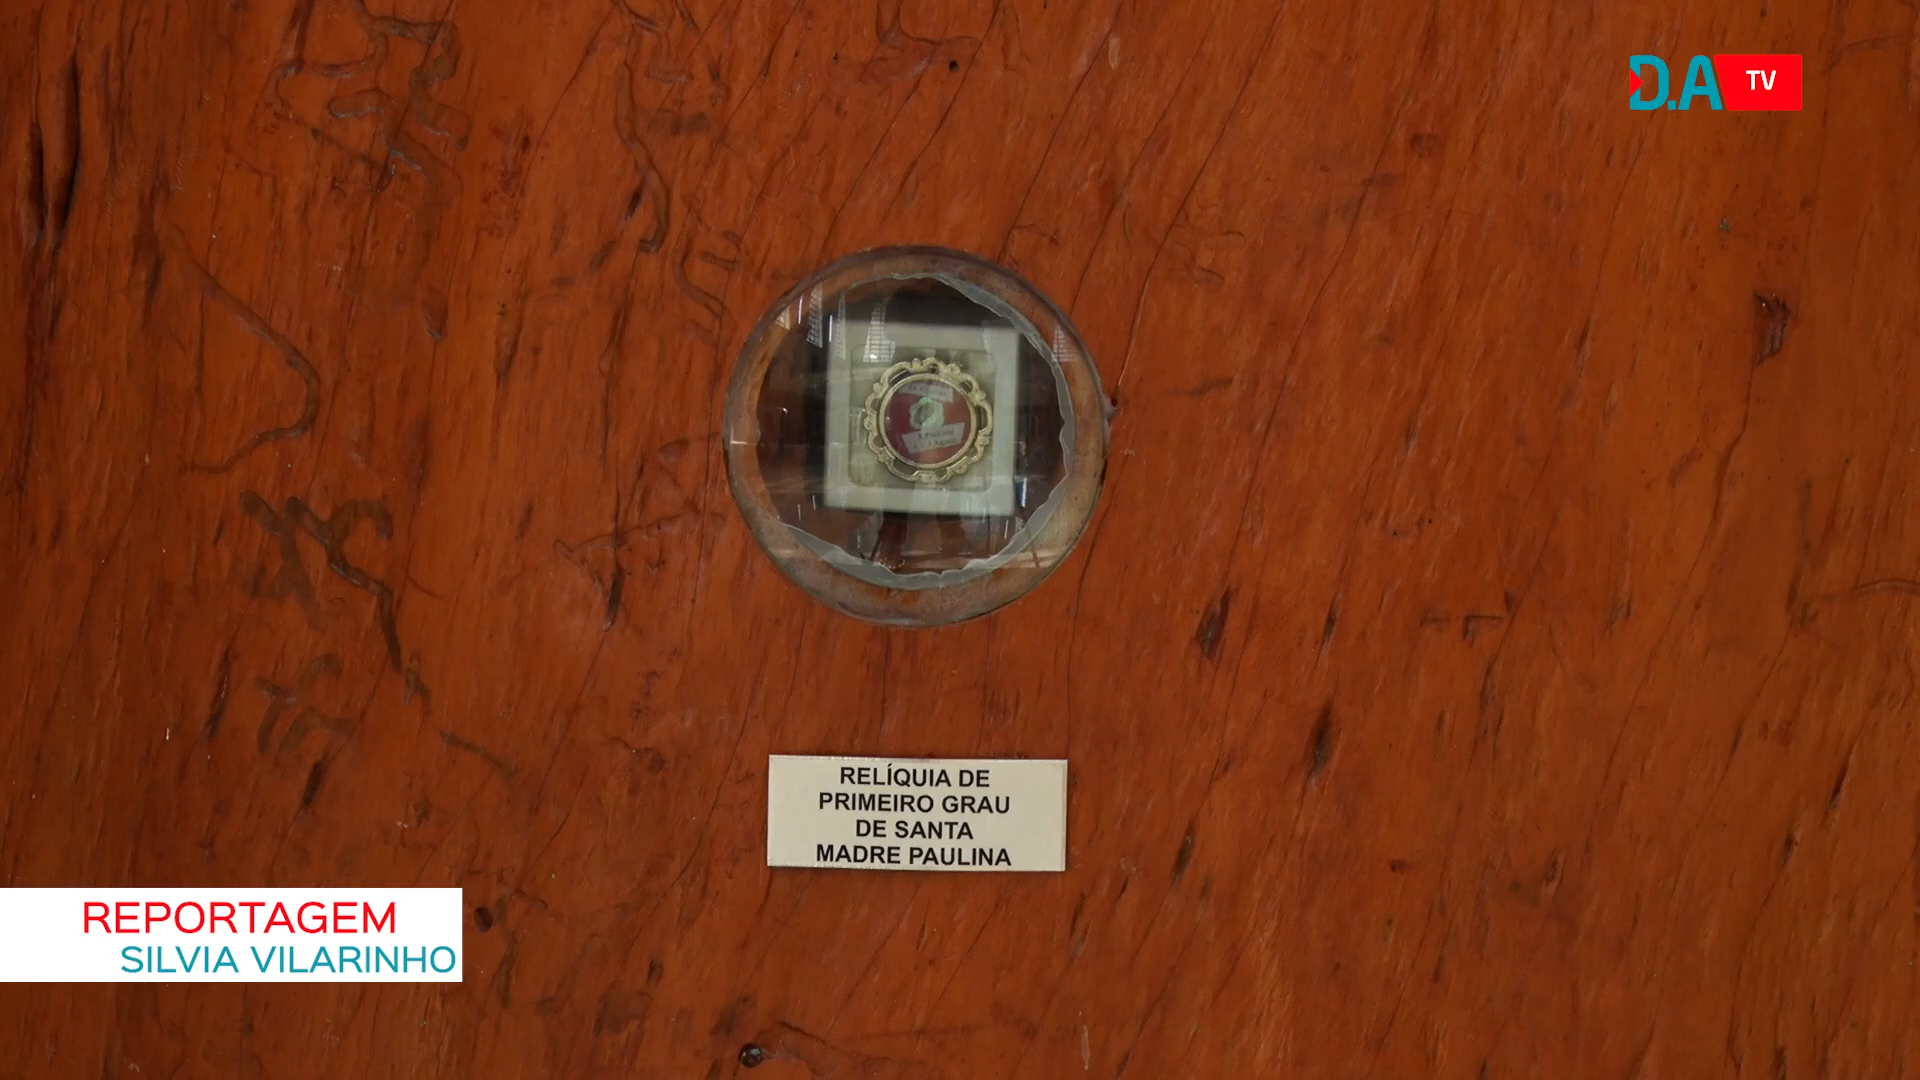 D.A TV
RELÍQUIA DE
PRIMEIRO GRAU
DE SANTA
MADRE PAULINA
REPORTAGEM
SILVIA VILARINHO